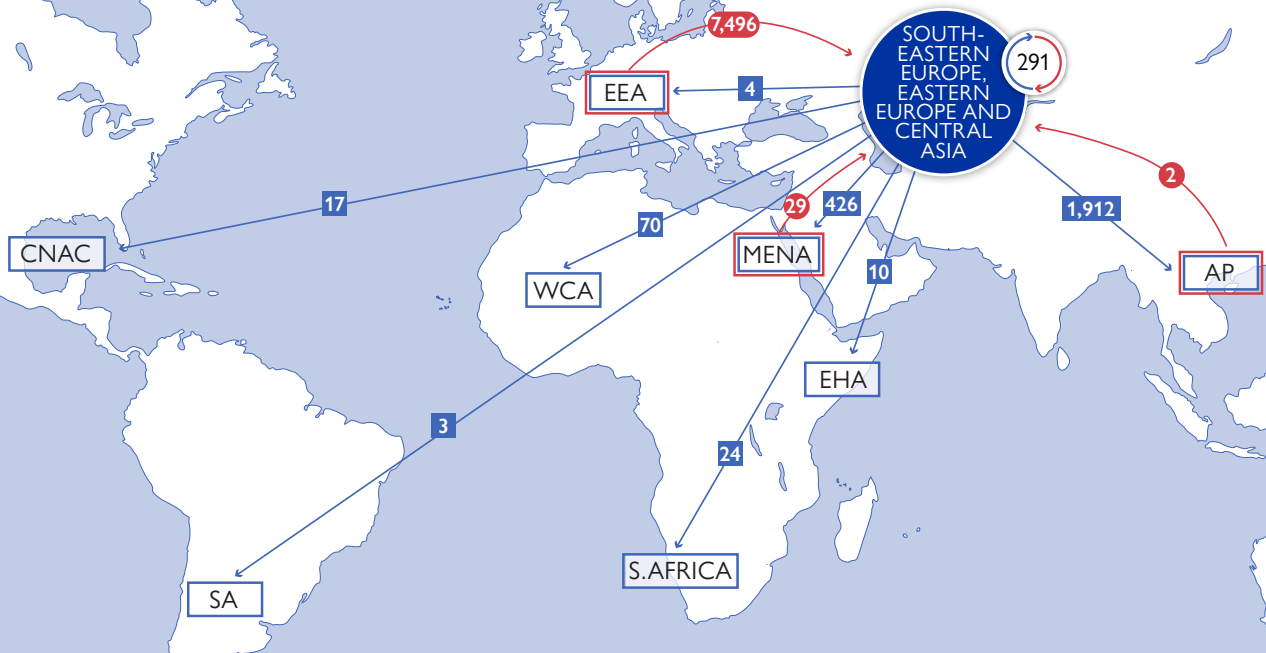 7,496
SOUTH-
EASTERN
EUROPE,
EASTERN
EUROPE AND
CENTRAL
ASIA
291
EEA
4
2
17
29
426
1,912
70
CNAC
MENA
10
AP
WCA
EHA
3
24
S.AFRICA
SA